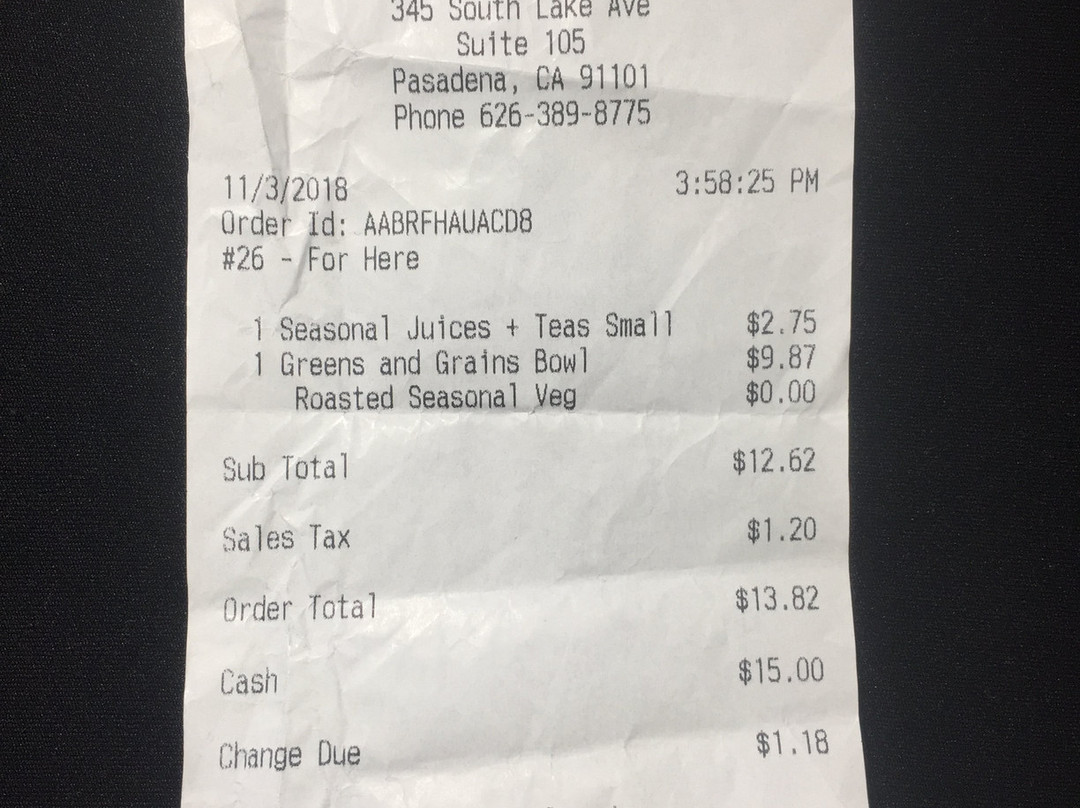 345 South Lake Ave
Suite 105
Pasadena, CA 91101
Phone 626-389-8775
11/3/2018 3:58:25 PM
Order Id: AABRFHAUACD8
#26 - For Here
1 Seasonal Juices + Teas Small $2.75
1 Greens and Grains Bowl $9.87
Roasted Seasonal Veg $0.00
Sub Total $12.62
Sales Tax $1.20
Order Total $13.82
Cash $15.00
Change Due $1.18